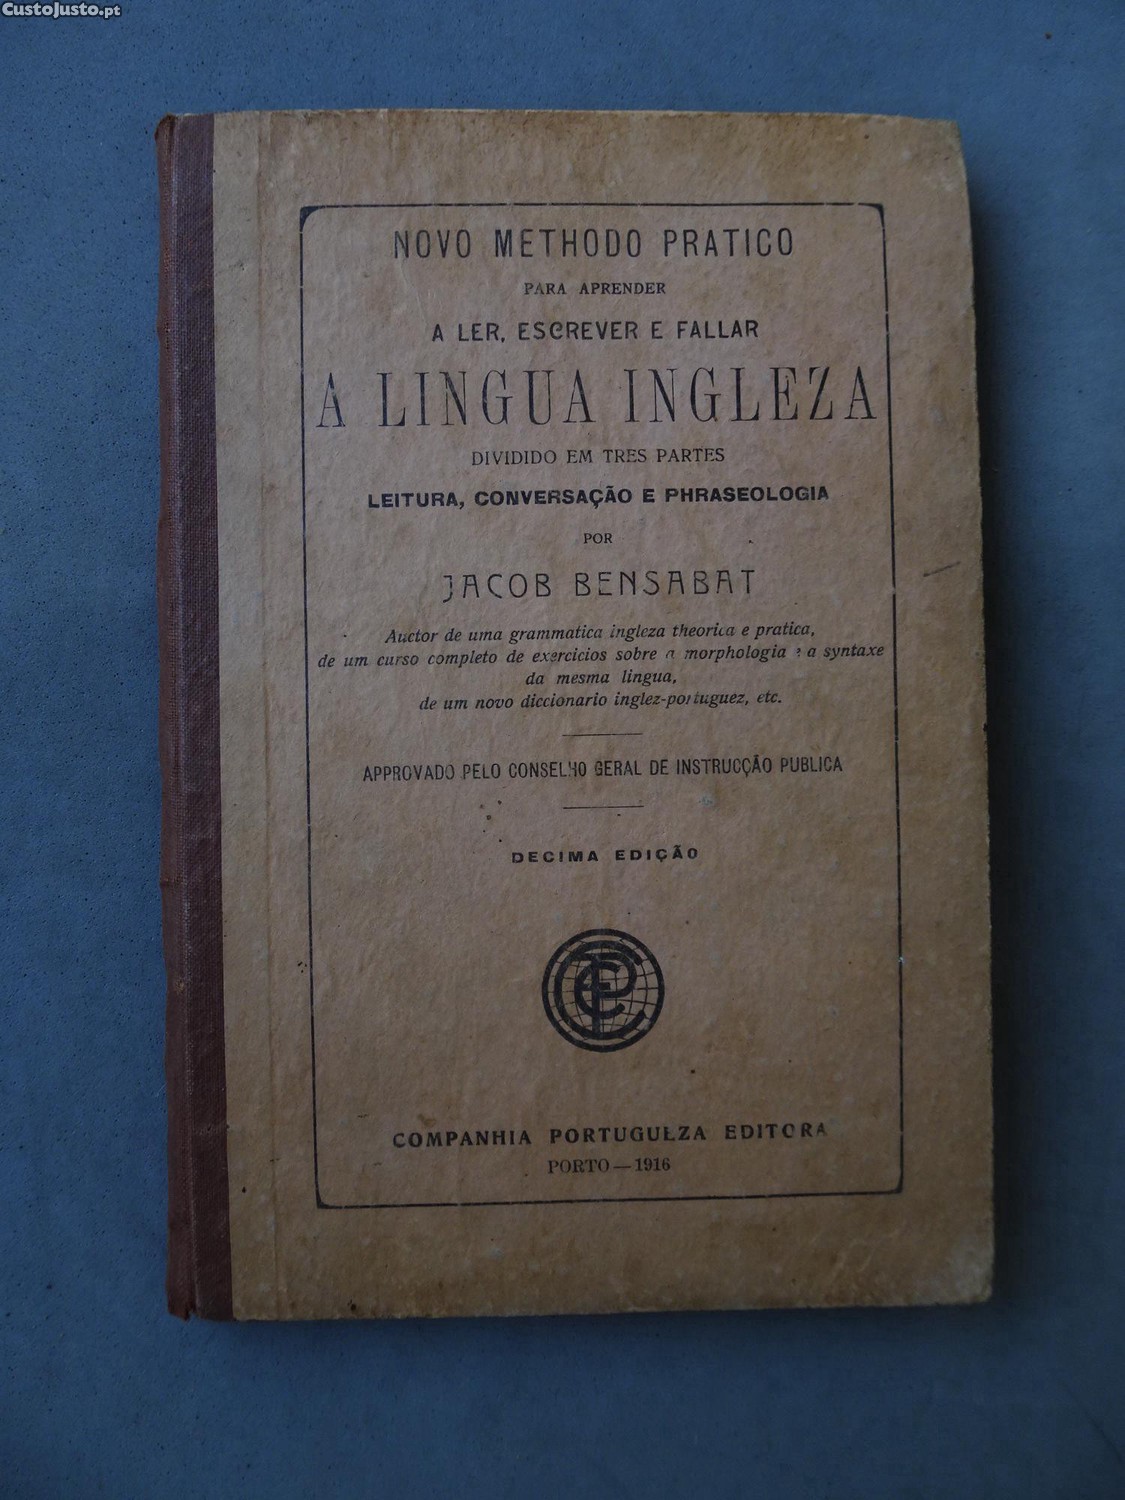 CustoJusto.pt
NOVO METHODO PRATICO
PARA APRENDER
A LER, ESCREVER E FALLAR
A LINGUA INGLEZA
DIVIDIDO EM TRES PARTES
LEITURA, CONVERSAÇÃO E PHRASEOLOGIA
POR
JACOB BENSABAT
Auctor de uma grammatica ingleza theorica e pratica,
de um curso completo de exercicios sobre a morphologia e a syntaxe
da mesma lingua,
de um novo diccionario inglez-portuguez, etc.
APPROVADO PELO CONSELHO GERAL DE INSTRUCÇÃO PUBLICA
DECIMA EDIÇÃO
CPE
COMPANHIA PORTUGUEZA EDITORA
PORTO — 1916